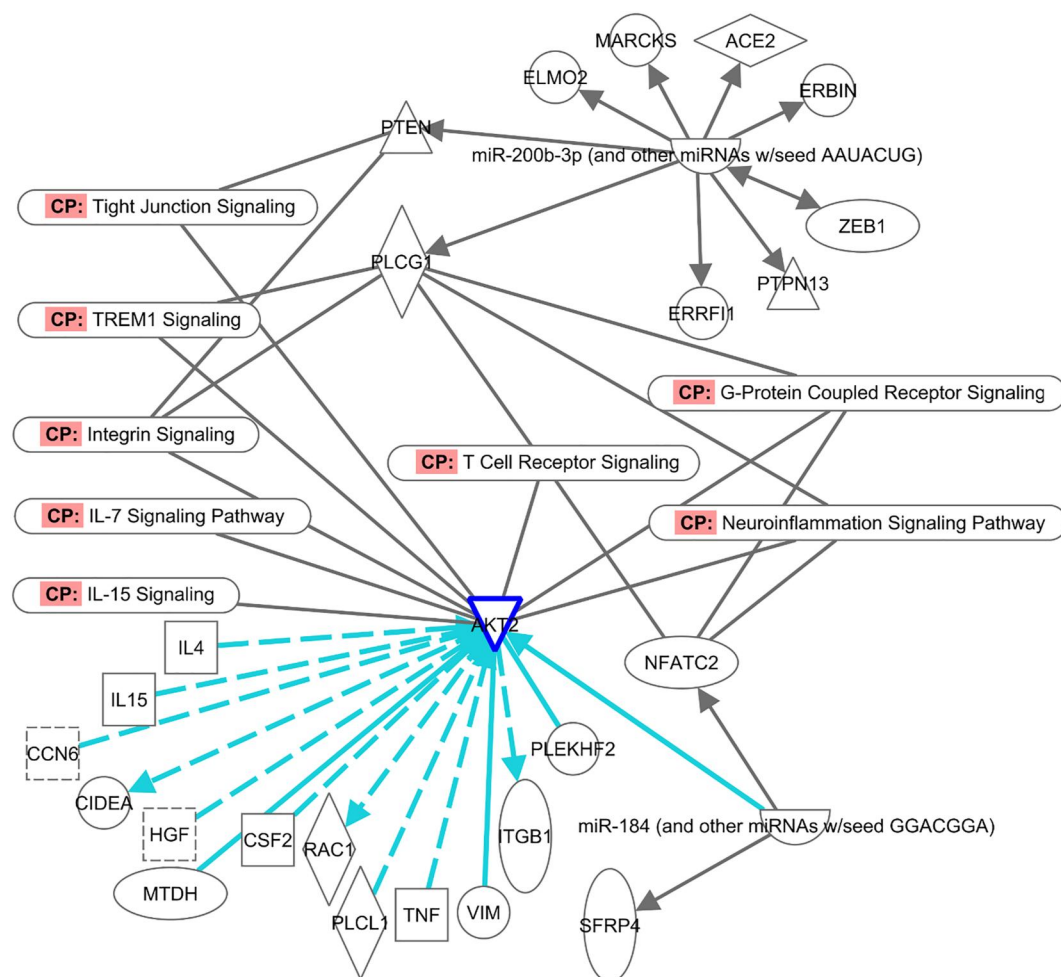 MARCKS
ACE2
ELMO2
ERBIN
PTEN
miR-200b-3p (and other miRNAs w/seed AAUACUG)
CP: Tight Junction Signaling
ZEB1
PLCG1
PTPN13
CP: TREM1 Signaling
ERRFI1
CP: G-Protein Coupled Receptor Signaling
CP: Integrin Signaling
CP: T Cell Receptor Signaling
CP: IL-7 Signaling Pathway
CP: Neuroinflammation Signaling Pathway
CP: IL-15 Signaling
AKT2
IL4
NFATC2
IL15
CCN6
PLEKHF2
CIDEA
HGF
CSF2
RAC1
ITGB1
miR-184 (and other miRNAs w/seed GGACGGA)
MTDH
PLCL1
TNF
VIM
SFRP4